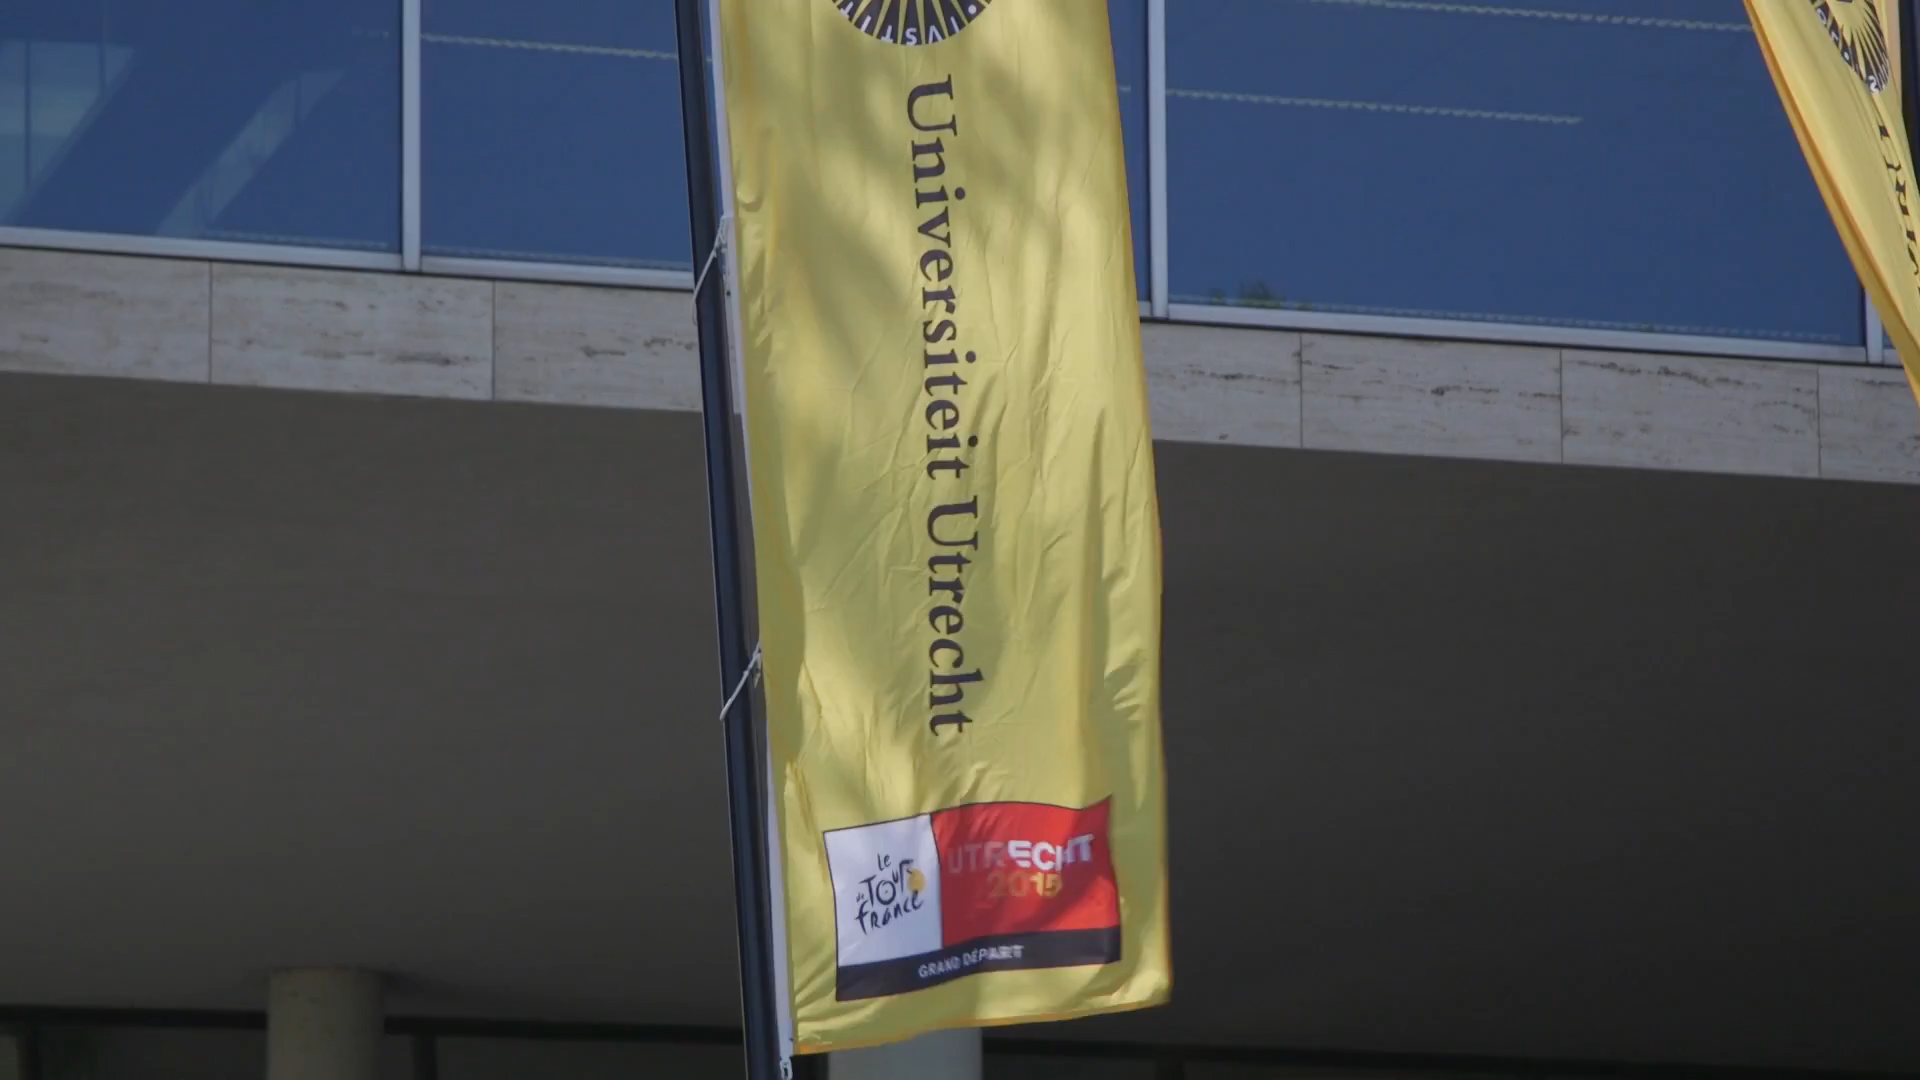 Universiteit Utrecht
Le
TOUR
de
FRANCE
UTRECHT
2015
GRAND DÉPART